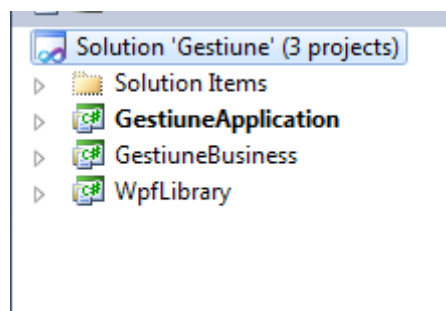 Solution 'Gestiune' (3 projects)
Solution Items
GestiuneApplication
GestiuneBusiness
WpfLibrary